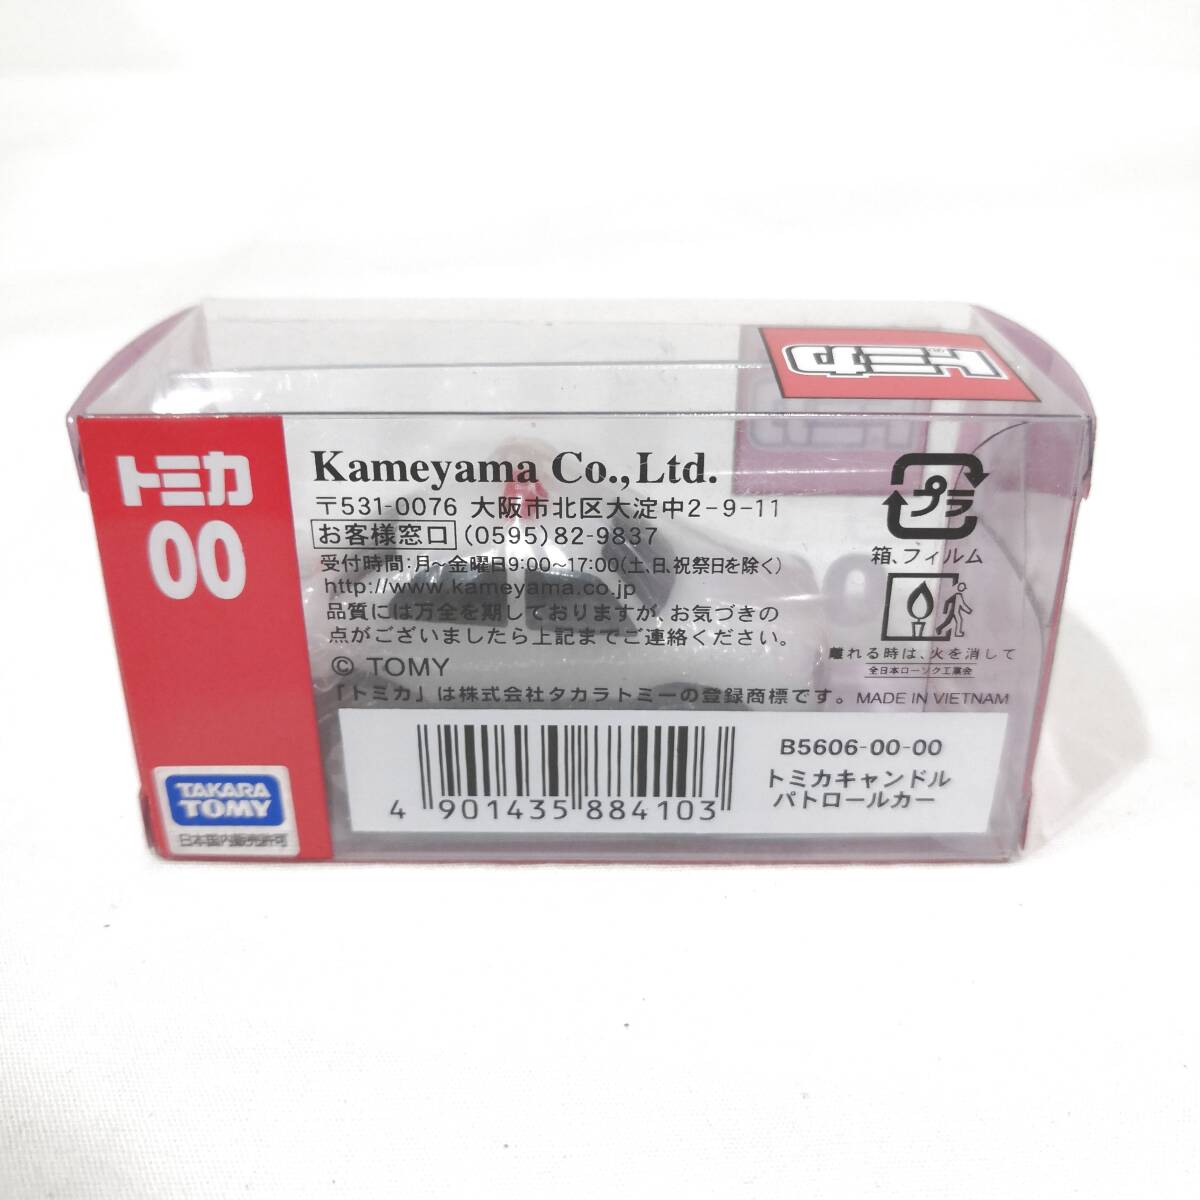 トミカ
トミカ
00
Kameyama Co.,Ltd.
〒531-0076 大阪市北区大淀中2-9-11
お客様窓口 (0595)82-9837
受付時間:月〜金曜日9:00〜17:00(土、日、祝祭日を除く)
http://www.kameyama.co.jp
品質には万全を期しておりますが、お気づきの
点がございましたら上記までご連絡ください。
© TOMY
「トミカ」は株式会社タカラトミーの登録商標です。 MADE IN VIETNAM
プラ
箱、フィルム
離れる時は、火を消して
全日本ローソク工業会
B5606-00-00
トミカキャンドル
パトロールカー
4 901435 884103
TAKARA
TOMY
日本国内販売許可